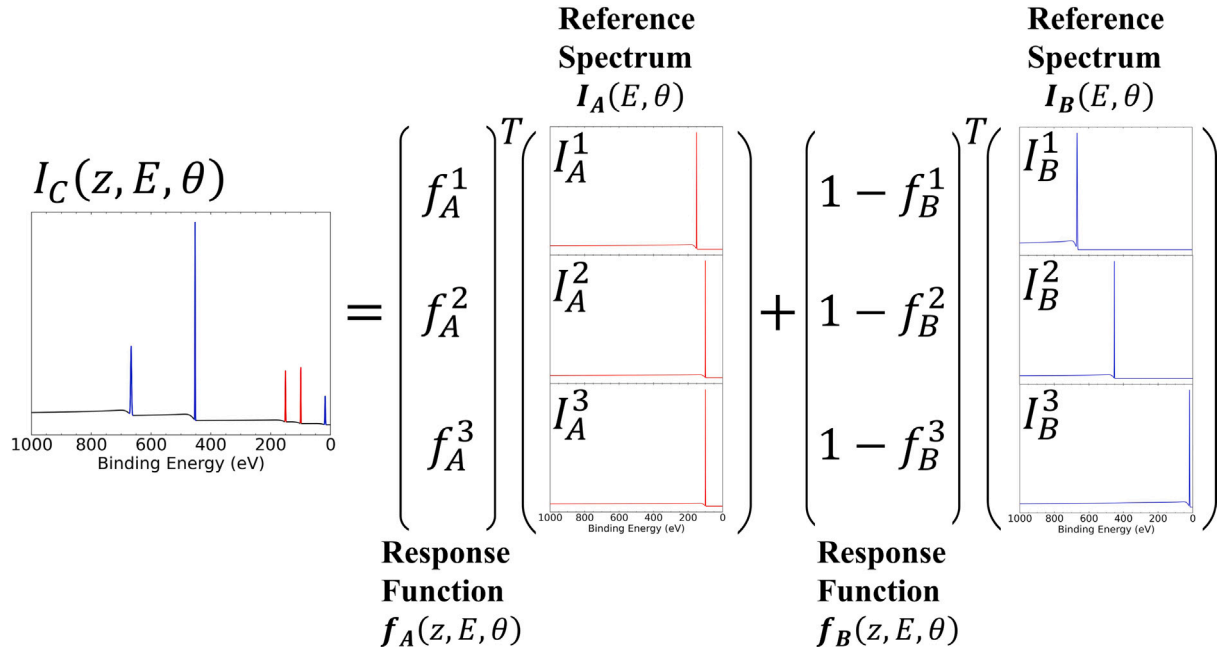 Reference
Spectrum
I_A(E, θ)
Reference
Spectrum
I_B(E, θ)
I_C(z, E, θ)
1000 800 600 400 200 0
Binding Energy (eV)
=
f_A^1
f_A^2
f_A^3
T
I_A^1
I_A^2
I_A^3
1000 800 600 400 200 0
Binding Energy (eV)
+
1 − f_B^1
1 − f_B^2
1 − f_B^3
T
I_B^1
I_B^2
I_B^3
1000 800 600 400 200 0
Binding Energy (eV)
Response
Function
f_A(z, E, θ)
Response
Function
f_B(z, E, θ)